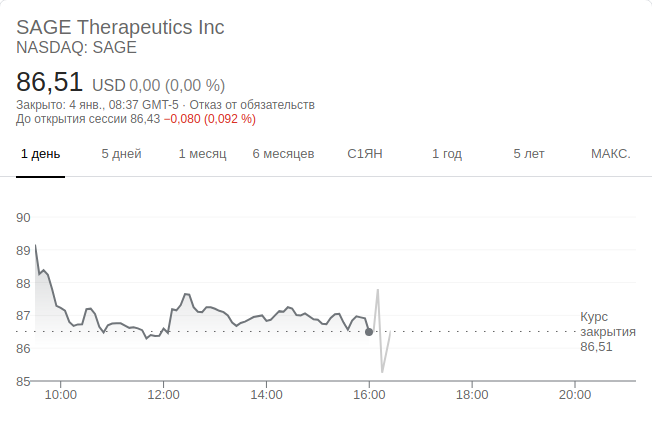 SAGE Therapeutics Inc
NASDAQ: SAGE
86,51 USD 0,00 (0,00 %)
Закрыто: 4 янв., 08:37 GMT-5 · Отказ от обязательств
До открытия сессии 86,43 −0,080 (0,092 %)
1 день 5 дней 1 месяц 6 месяцев С1ЯН 1 год 5 лет МАКС.
90
89
88
87
86
85
Курс
закрытия
86,51
10:00 12:00 14:00 16:00 18:00 20:00